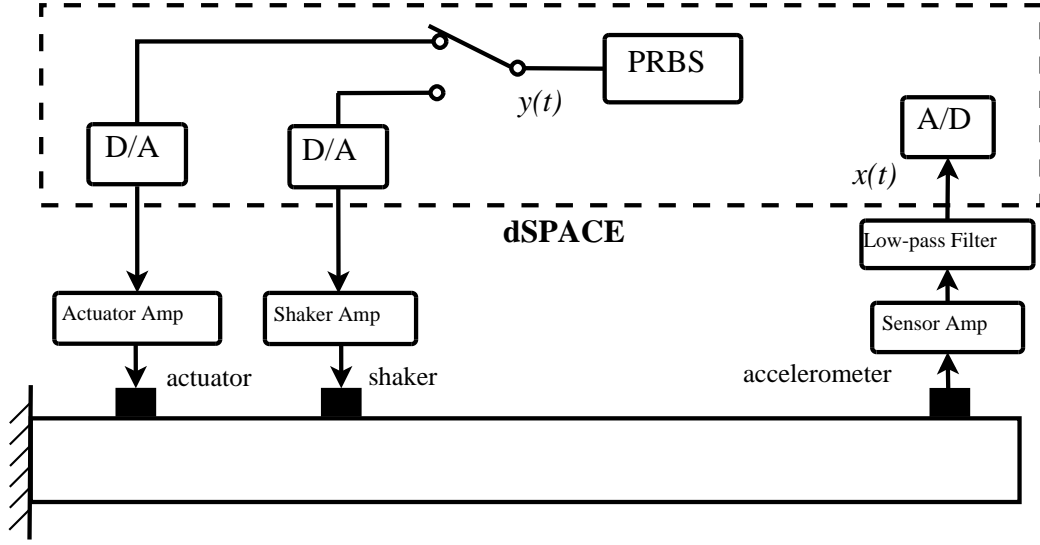 PRBS
y(t)
D/A
D/A
A/D
x(t)
dSPACE
Low-pass Filter
Actuator Amp
Shaker Amp
Sensor Amp
actuator
shaker
accelerometer